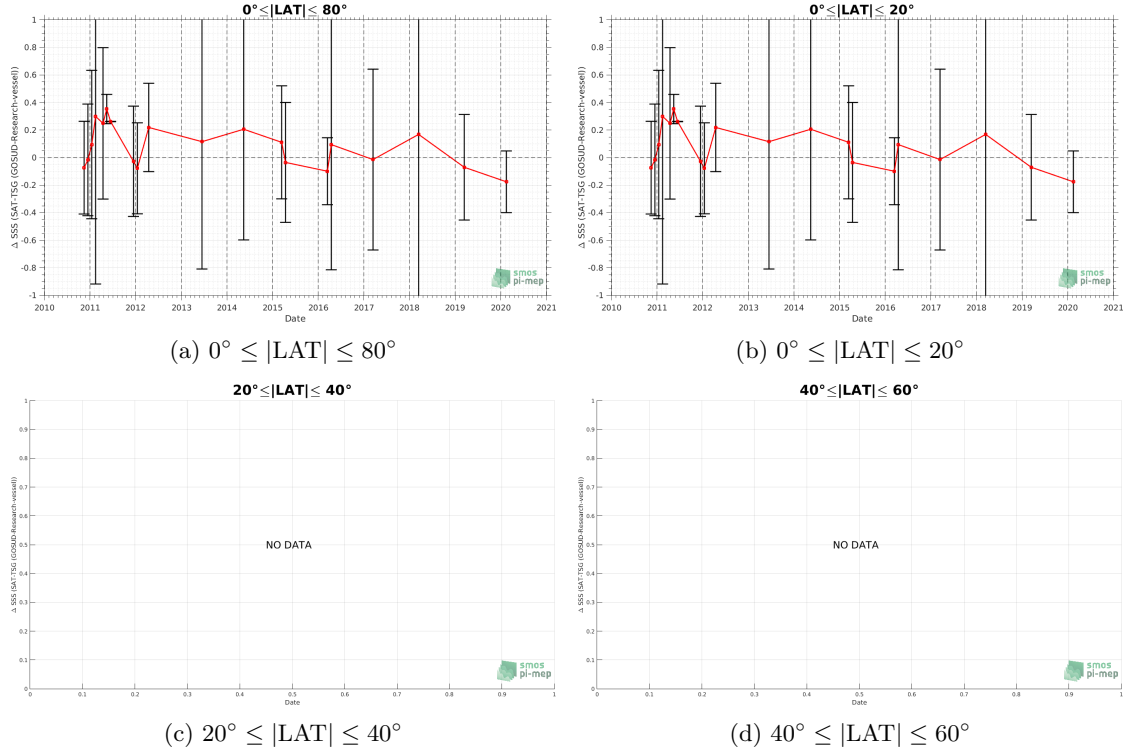 0°≤|LAT|≤ 80°
Δ SSS (SAT-TSG (GOSUD-Research-vessel))
1
0.8
0.6
0.4
0.2
0
-0.2
-0.4
-0.6
-0.8
-1
2010 2011 2012 2013 2014 2015 2016 2017 2018 2019 2020 2021
Date
smos
pi-mep
(a) 0° ≤ |LAT| ≤ 80°
0°≤|LAT|≤ 20°
Δ SSS (SAT-TSG (GOSUD-Research-vessel))
1
0.8
0.6
0.4
0.2
0
-0.2
-0.4
-0.6
-0.8
-1
2010 2011 2012 2013 2014 2015 2016 2017 2018 2019 2020 2021
Date
smos
pi-mep
(b) 0° ≤ |LAT| ≤ 20°
20°≤|LAT|≤ 40°
Δ SSS (SAT-TSG (GOSUD-Research-vessel))
1
0.9
0.8
0.7
0.6
0.5
0.4
0.3
0.2
0.1
0
NO DATA
0 0.1 0.2 0.3 0.4 0.5 0.6 0.7 0.8 0.9 1
Date
smos
pi-mep
(c) 20° ≤ |LAT| ≤ 40°
40°≤|LAT|≤ 60°
Δ SSS (SAT-TSG (GOSUD-Research-vessel))
1
0.9
0.8
0.7
0.6
0.5
0.4
0.3
0.2
0.1
0
NO DATA
0 0.1 0.2 0.3 0.4 0.5 0.6 0.7 0.8 0.9 1
Date
smos
pi-mep
(d) 40° ≤ |LAT| ≤ 60°